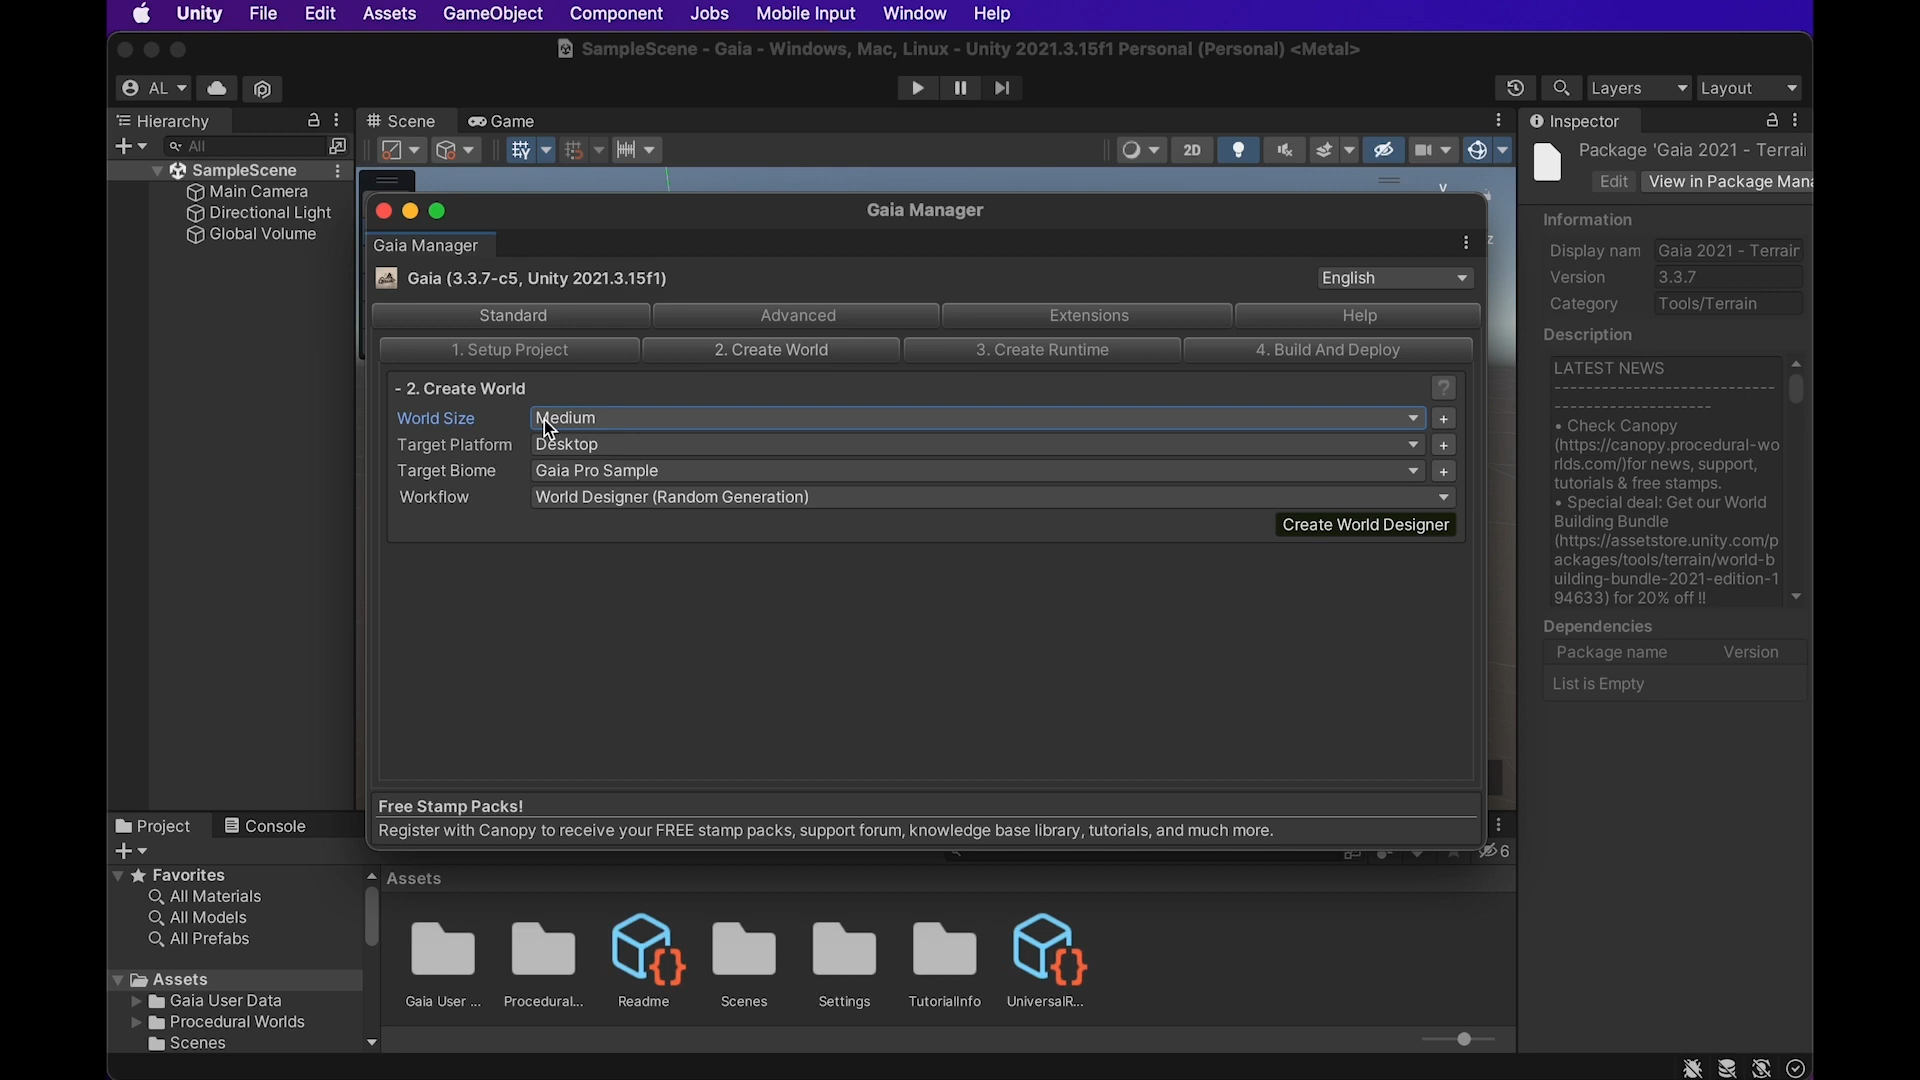 Unity File Edit Assets GameObject Component Jobs Mobile Input Window Help
SampleScene - Gaia - Windows, Mac, Linux - Unity 2021.3.15f1 Personal (Personal) <Metal>
AL
Layers
Layout
Hierarchy
All
SampleScene
Main Camera
Directional Light
Global Volume
Scene
Game
2D
Gaia Manager
Gaia Manager
Gaia (3.3.7-c5, Unity 2021.3.15f1)
English
Standard
Advanced
Extensions
Help
1. Setup Project
2. Create World
3. Create Runtime
4. Build And Deploy
- 2. Create World
?
World Size
Medium
+
Target Platform
Desktop
+
Target Biome
Gaia Pro Sample
+
Workflow
World Designer (Random Generation)
Create World Designer
Free Stamp Packs!
Register with Canopy to receive your FREE stamp packs, support forum, knowledge base library, tutorials, and much more.
Inspector
Package 'Gaia 2021 - Terrai
Edit
View in Package Mana
Information
Display nam
Gaia 2021 - Terrair
Version
3.3.7
Category
Tools/Terrain
Description
LATEST NEWS
----------------------------
--------------------
• Check Canopy
(https://canopy.procedural-wo
rlds.com/)for news, support,
tutorials & free stamps.
• Special deal: Get our World
Building Bundle
(https://assetstore.unity.com/p
ackages/tools/terrain/world-b
uilding-bundle-2021-edition-1
94633) for 20% off !!
Dependencies
Package name
Version
List is Empty
Project
Console
6
Favorites
All Materials
All Models
All Prefabs
Assets
Gaia User Data
Procedural Worlds
Scenes
Assets
Gaia User ...
Procedural...
Readme
Scenes
Settings
TutorialInfo
UniversalR...